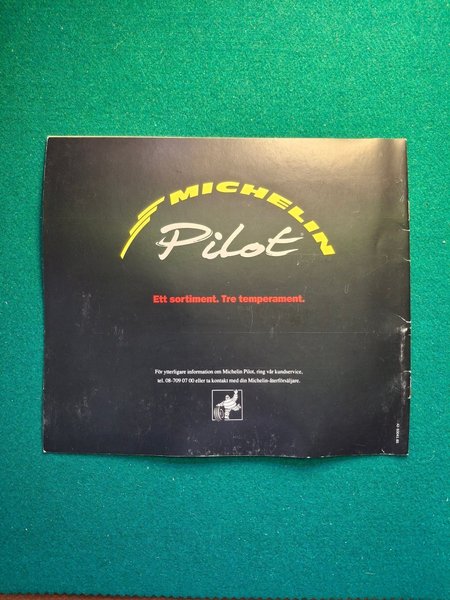 MICHELIN
Pilot
Ett sortiment. Tre temperament.
För ytterligare information om Michelin Pilot, ring vår kundservice,
tel. 08-709 07 00 eller ta kontakt med din Michelin-återförsäljare.